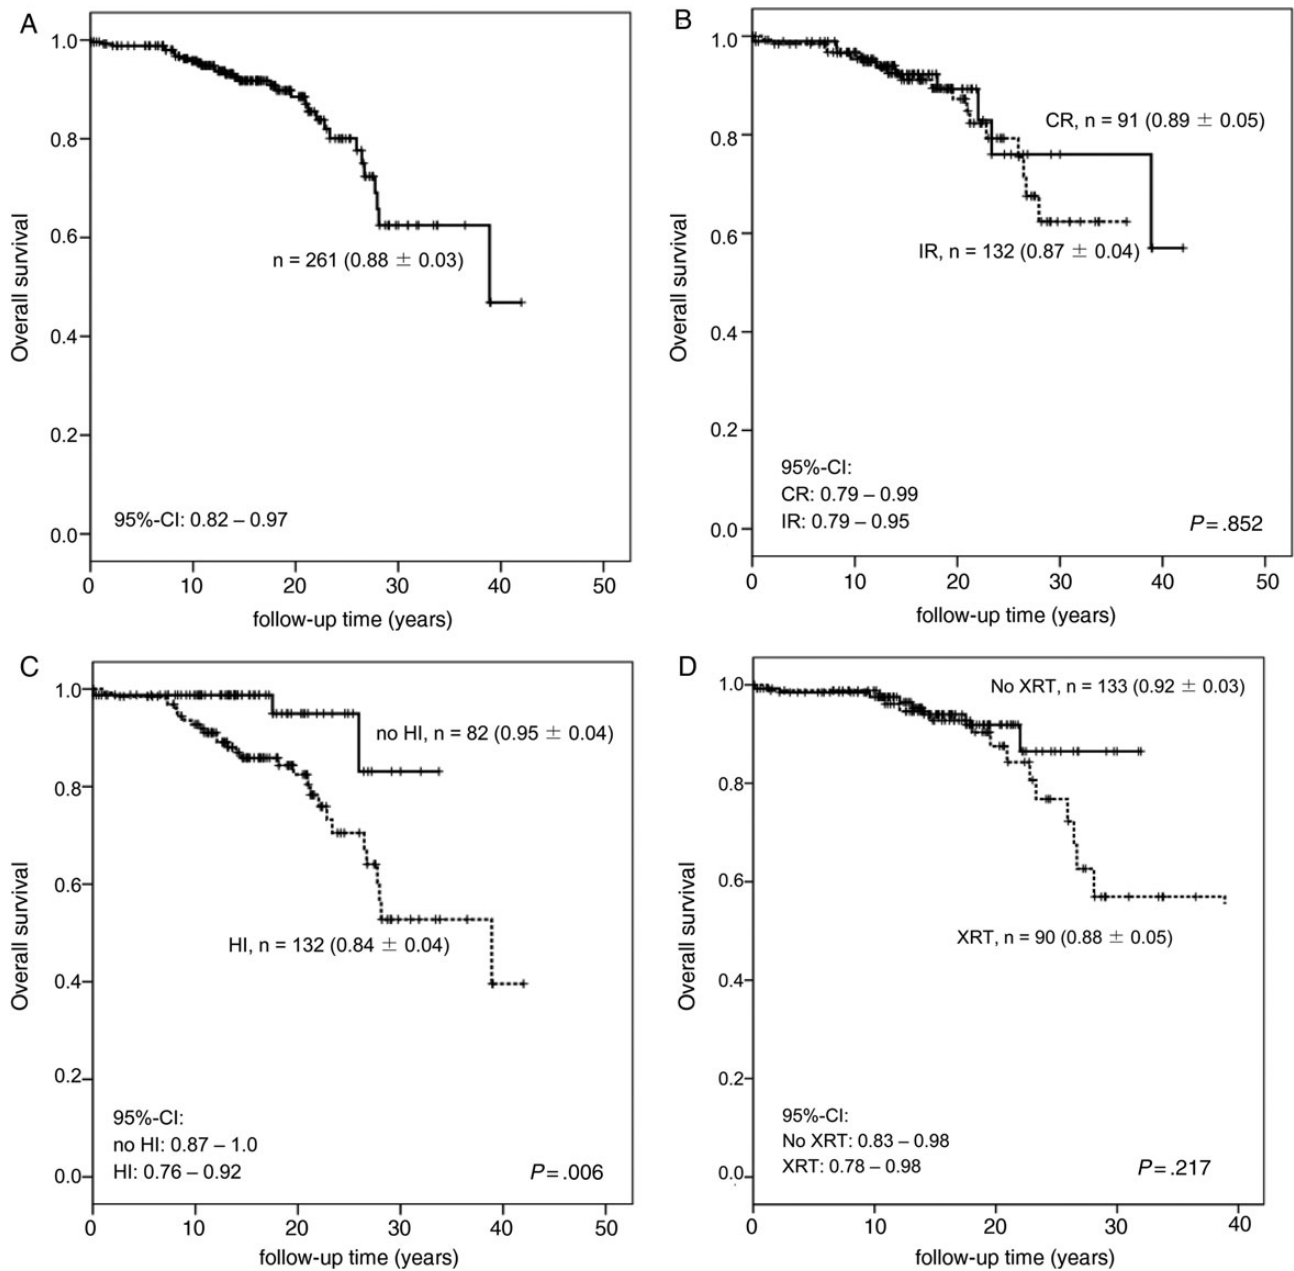 A
1.0
0.8
0.6
0.4
0.2
0.0
Overall survival
n = 261 (0.88 ± 0.03)
95%-CI: 0.82 – 0.97
0 10 20 30 40 50
follow-up time (years)
B
1.0
0.8
0.6
0.4
0.2
0.0
Overall survival
CR, n = 91 (0.89 ± 0.05)
IR, n = 132 (0.87 ± 0.04)
95%-CI:
CR: 0.79 – 0.99
IR: 0.79 – 0.95
P = .852
0 10 20 30 40 50
follow-up time (years)
C
1.0
0.8
0.6
0.4
0.2
0.0
Overall survival
no HI, n = 82 (0.95 ± 0.04)
HI, n = 132 (0.84 ± 0.04)
95%-CI:
no HI: 0.87 – 1.0
HI: 0.76 – 0.92
P = .006
0 10 20 30 40 50
follow-up time (years)
D
1.0
0.8
0.6
0.4
0.2
0.0
Overall survival
No XRT, n = 133 (0.92 ± 0.03)
XRT, n = 90 (0.88 ± 0.05)
95%-CI:
No XRT: 0.83 – 0.98
XRT: 0.78 – 0.98
P = .217
0 10 20 30 40
follow-up time (years)